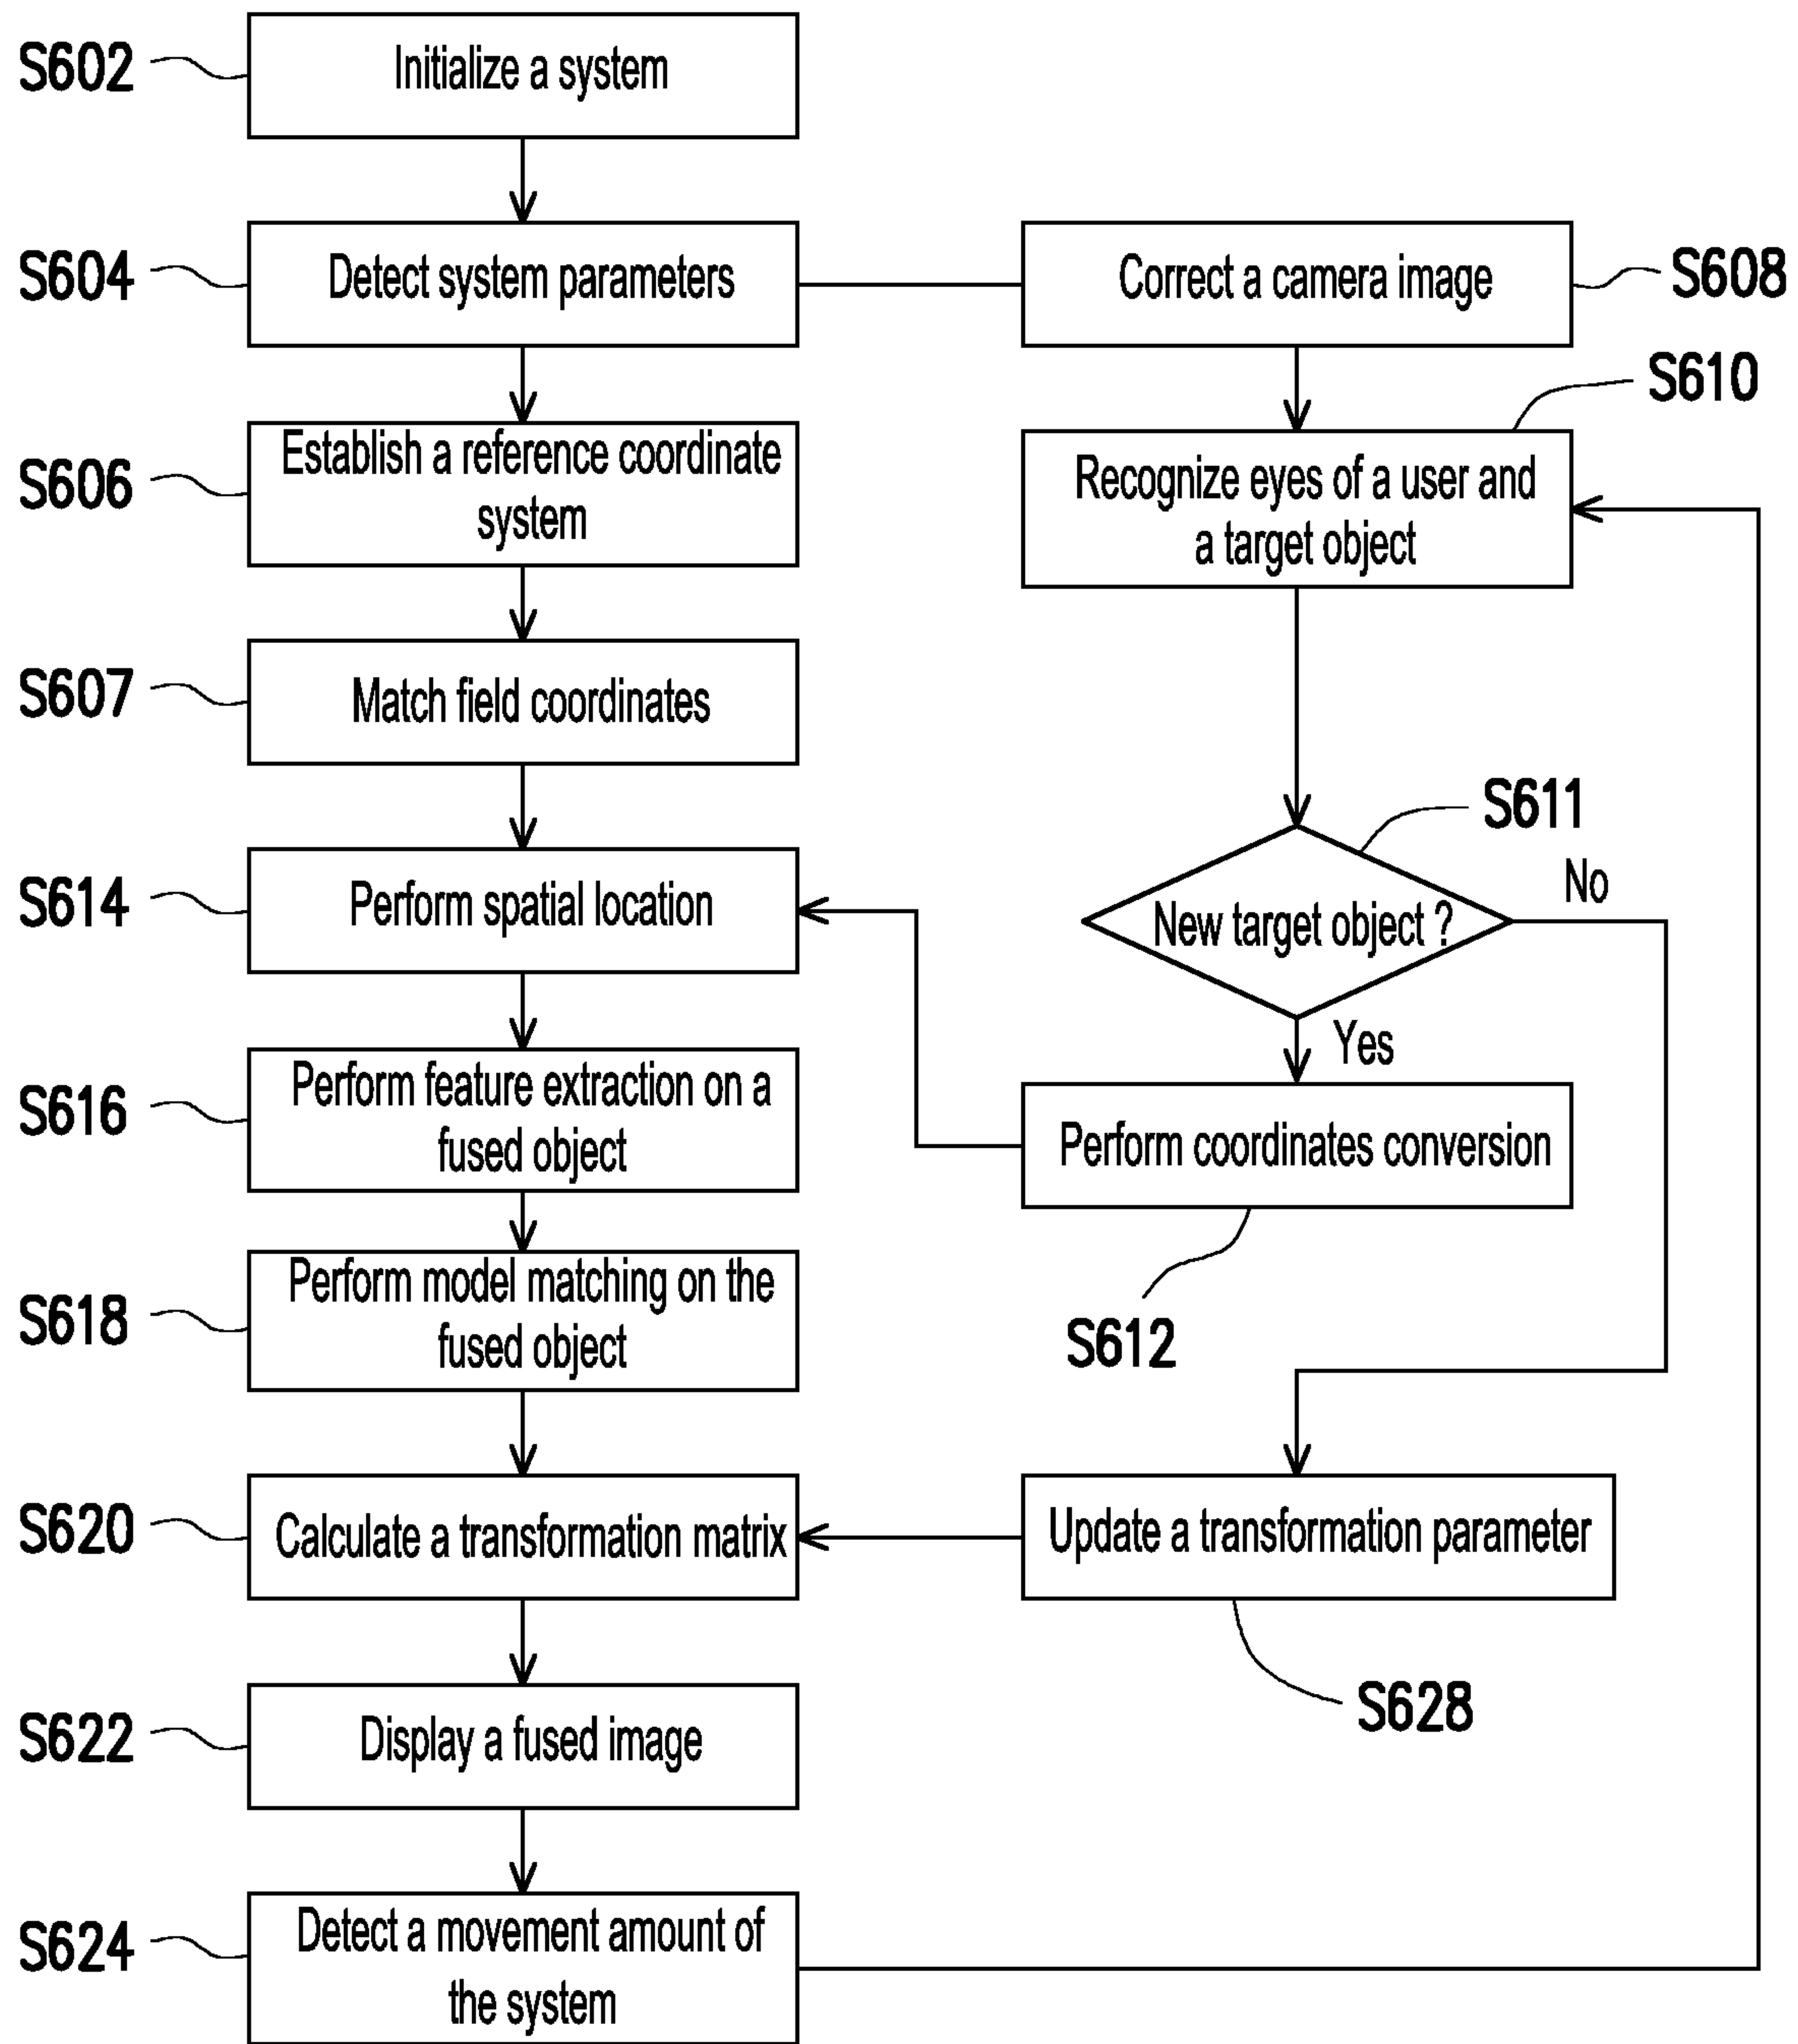 S602
Initialize a system
S604
Detect system parameters
Correct a camera image
S608
S606
Establish a reference coordinate
system
S610
Recognize eyes of a user and
a target object
S607
Match field coordinates
S611
New target object ?
No
Yes
S614
Perform spatial location
S616
Perform feature extraction on a
fused object
Perform coordinates conversion
S612
S618
Perform model matching on the
fused object
S620
Calculate a transformation matrix
Update a transformation parameter
S628
S622
Display a fused image
S624
Detect a movement amount of
the system